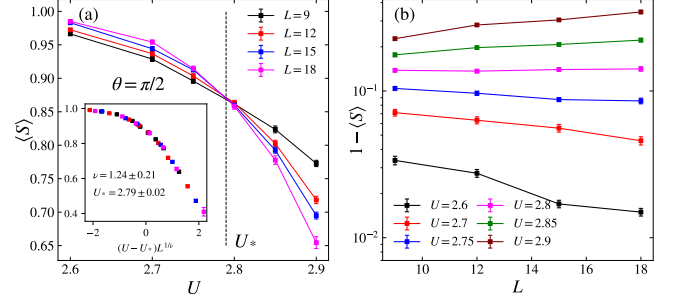 (a)
L = 9
L = 12
L = 15
L = 18
θ = π/2
⟨S⟩
1.00
0.95
0.90
0.85
0.80
0.75
0.70
0.65
2.6
2.7
2.8
2.9
U
U*
1.0
0.8
0.6
0.4
−2
0
2
ν = 1.24 ± 0.21
U* = 2.79 ± 0.02
(U − U*)L^{1/ν}
(b)
1 − ⟨S⟩
10⁻¹
10⁻²
U = 2.6
U = 2.7
U = 2.75
U = 2.8
U = 2.85
U = 2.9
10
12
14
16
18
L